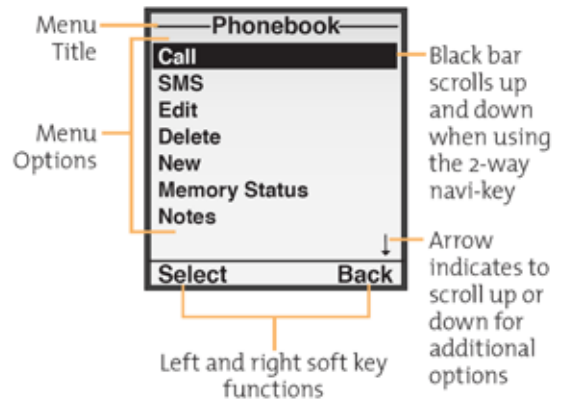 Menu
Title
Phonebook
Call
SMS
Edit
Delete
New
Memory Status
Notes
Select Back
Menu
Options
Black bar
scrolls up
and down
when using
the 2-way
navi-key
Arrow
indicates to
scroll up or
down for
additional
options
Left and right soft key
functions